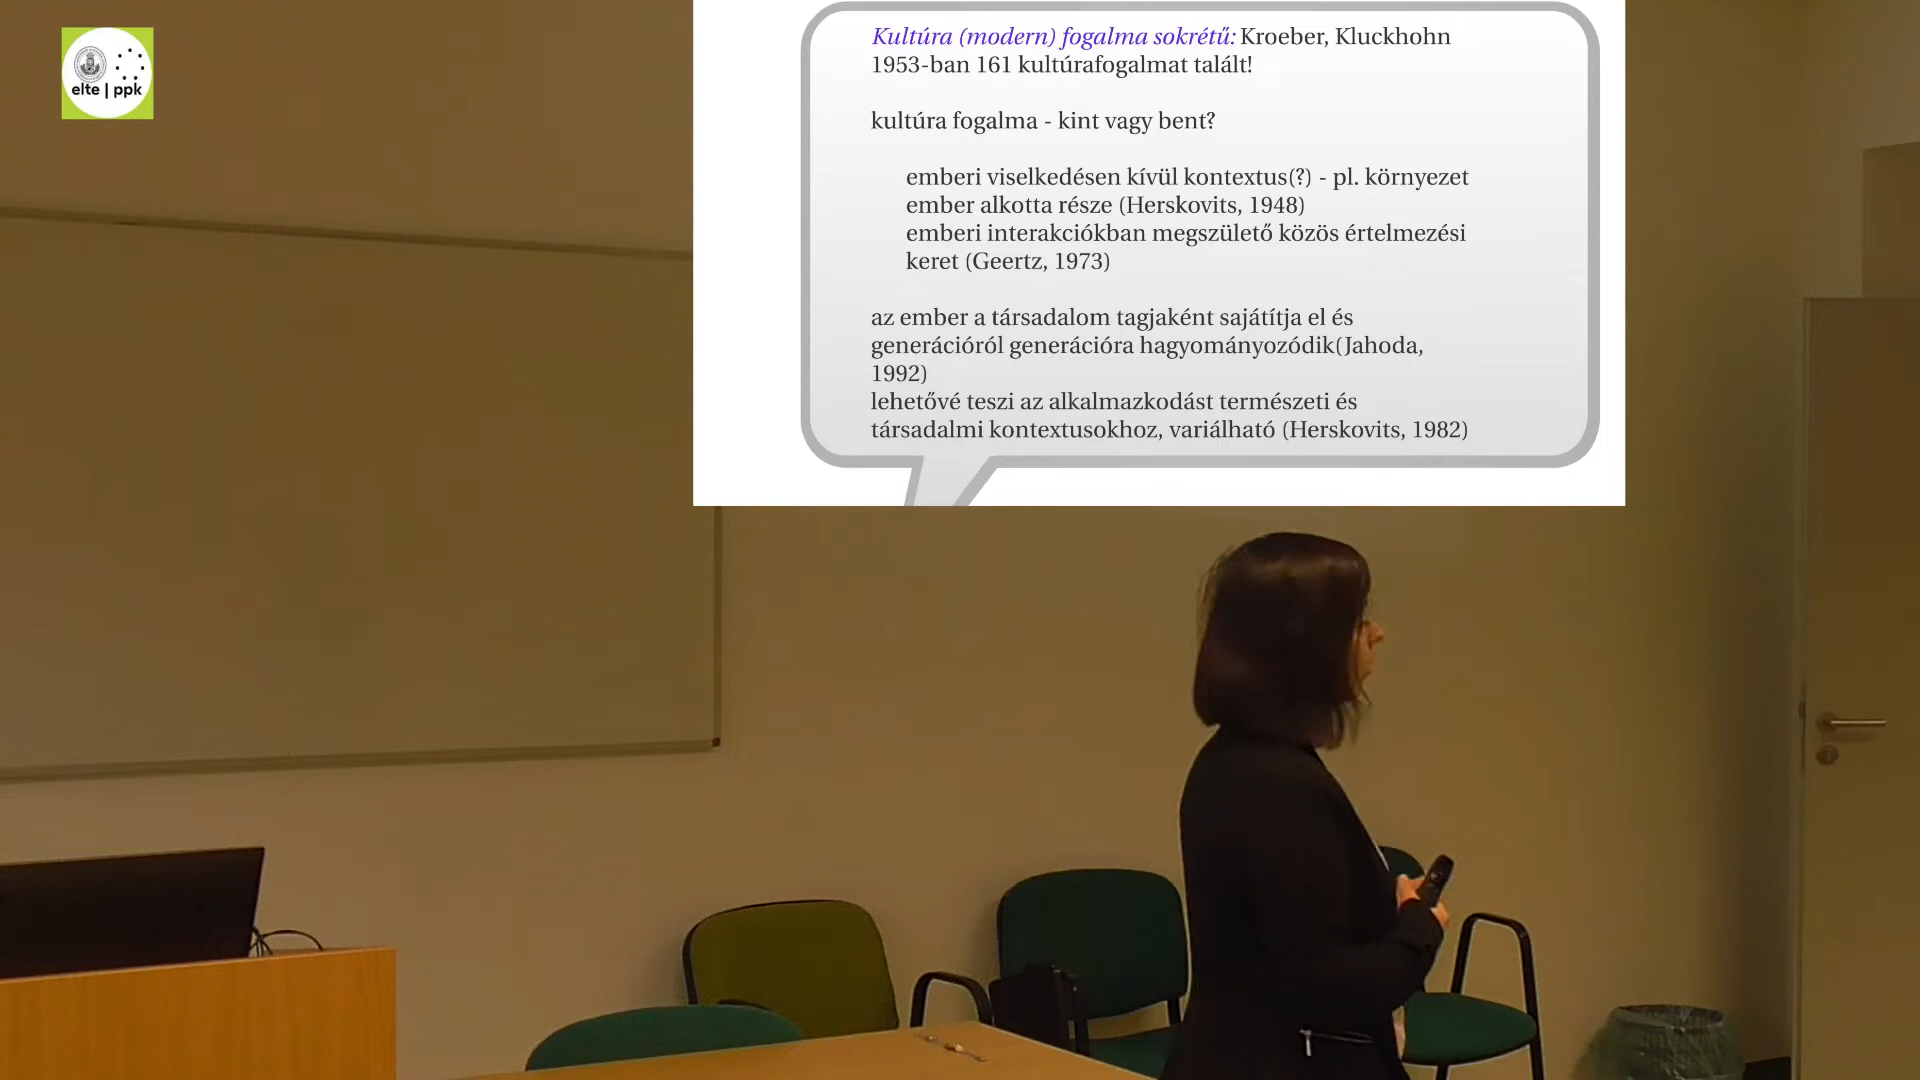 elte | ppk
Kultúra (modern) fogalma sokrétű: Kroeber, Kluckhohn
1953-ban 161 kultúrafogalmat talált!
kultúra fogalma - kint vagy bent?
emberi viselkedésen kívül kontextus(?) - pl. környezet
ember alkotta része (Herskovits, 1948)
emberi interakciókban megszülető közös értelmezési
keret (Geertz, 1973)
az ember a társadalom tagjaként sajátítja el és
generációról generációra hagyományozódik(Jahoda,
1992)
lehetővé teszi az alkalmazkodást természeti és
társadalmi kontextusokhoz, variálható (Herskovits, 1982)